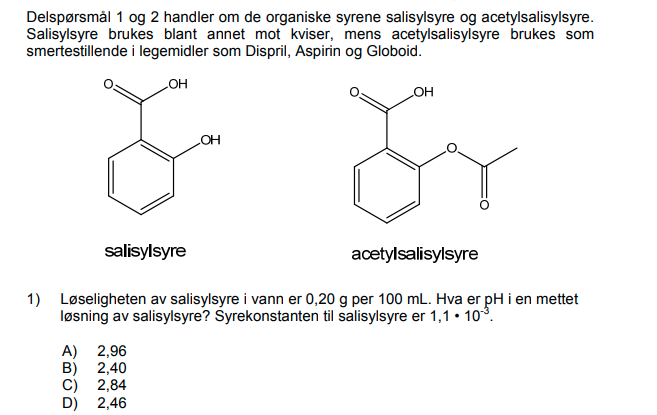 Delspørsmål 1 og 2 handler om de organiske syrene salisylsyre og acetylsalisylsyre.
Salisylsyre brukes blant annet mot kviser, mens acetylsalisylsyre brukes som
smertestillende i legemidler som Dispril, Aspirin og Globoid.
O OH
OH
salisylsyre
O OH
O
O
acetylsalisylsyre
1) Løseligheten av salisylsyre i vann er 0,20 g per 100 mL. Hva er pH i en mettet
løsning av salisylsyre? Syrekonstanten til salisylsyre er 1,1 • 10⁻³.
A) 2,96
B) 2,40
C) 2,84
D) 2,46